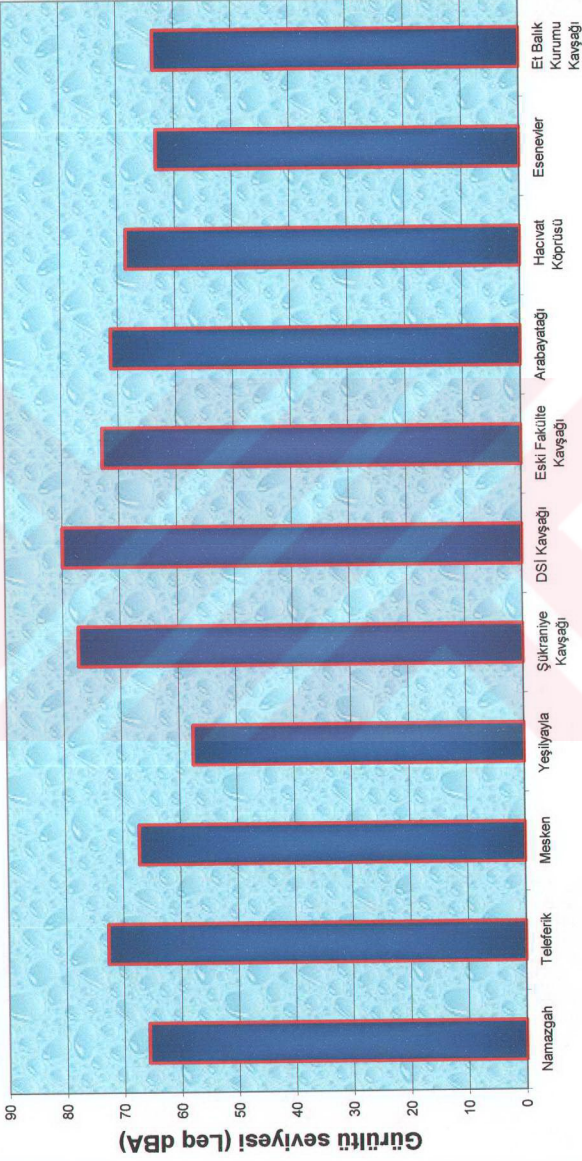 Gürültü seviyesi (Leq dBA)
90
80
70
60
50
40
30
20
10
0
Namazgah
Teleferik
Mesken
Yeşilyayla
Şükraniye
Kavşağı
DSİ Kavşağı
Eski Fakülte
Kavşağı
Arabayatağı
Hacıvat
Köprüsü
Esenevler
Et Balık
Kurumu
Kavşağı